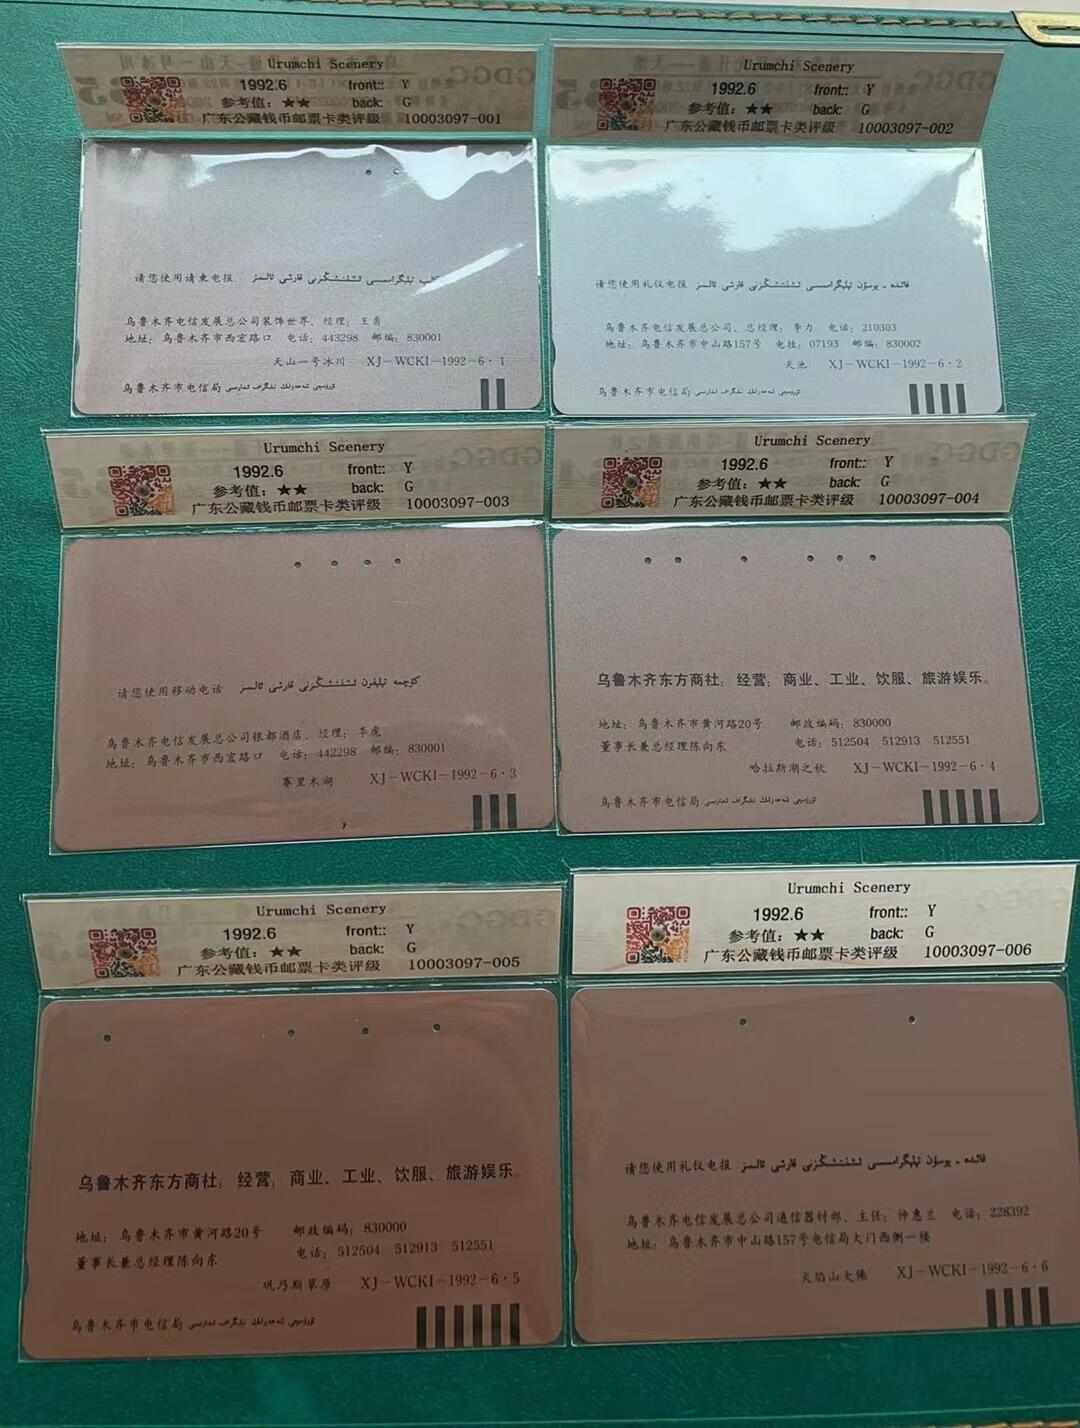 Urumchi Scenery
1992.6 front:: Y
参考值：★★ back: G
广东公藏钱币邮票卡类评级 10003097-001
请您使用请柬电报
乌鲁木齐电信发展总公司装饰世界、经理：王勇
地址：乌鲁木齐市西宏路口 电话：443298 邮编：830001
天山一号冰川 XJ-WCKI-1992-6·1
乌鲁木齐市电信局
Urumchi Scenery
1992.6 front:: Y
参考值：★★ back: G
广东公藏钱币邮票卡类评级 10003097-002
请您使用礼仪电报 قائىدە - يوسۇن تېلېگراممىسى ئىشلىتىشىڭىزنى قارشى ئالىمىز
乌鲁木齐电信发展总公司、总经理：李力 电话：210303
地址：乌鲁木齐市中山路157号 电挂：07193 邮编：830002
天池 XJ-WCKI-1992-6·2
乌鲁木齐市电信局
Urumchi Scenery
1992.6 front:: Y
参考值：★★ back: G
广东公藏钱币邮票卡类评级 10003097-003
请您使用移动电话 كۆچمە تېلېفون ئىشلىتىشىڭىزنى قارشى ئالىمىز
乌鲁木齐电信发展总公司银都酒店、经理：李虎
地址：乌鲁木齐市西宏路口 电话：442298 邮编：830001
赛里木湖 XJ-WCKI-1992-6·3
Urumchi Scenery
1992.6 front:: Y
参考值：★★ back: G
广东公藏钱币邮票卡类评级 10003097-004
乌鲁木齐东方商社：经营：商业、工业、饮服、旅游娱乐。
地址：乌鲁木齐市黄河路20号 邮政编码：830000
董事长兼总经理陈向东 电话：512504 512913 512551
哈拉斯湖之秋 XJ-WCKI-1992-6·4
乌鲁木齐市电信局
Urumchi Scenery
1992.6 front:: Y
参考值：★★ back: G
广东公藏钱币邮票卡类评级 10003097-005
乌鲁木齐东方商社：经营：商业、工业、饮服、旅游娱乐。
地址：乌鲁木齐市黄河路20号 邮政编码：830000
董事长兼总经理陈向东 电话：512504 512913 512551
巩乃斯草原 XJ-WCKI-1992-6·5
乌鲁木齐市电信局
Urumchi Scenery
1992.6 front:: Y
参考值：★★ back: G
广东公藏钱币邮票卡类评级 10003097-006
请您使用礼仪电报 قائىدە - يوسۇن تېلېگراممىسى ئىشلىتىشىڭىزنى قارشى ئالىمىز
乌鲁木齐电信发展总公司通信器材部、主任：仲惠兰 电话：228392
地址：乌鲁木齐市中山路157号电信局大门西侧一楼
火焰山大佛 XJ-WCKI-1992-6·6